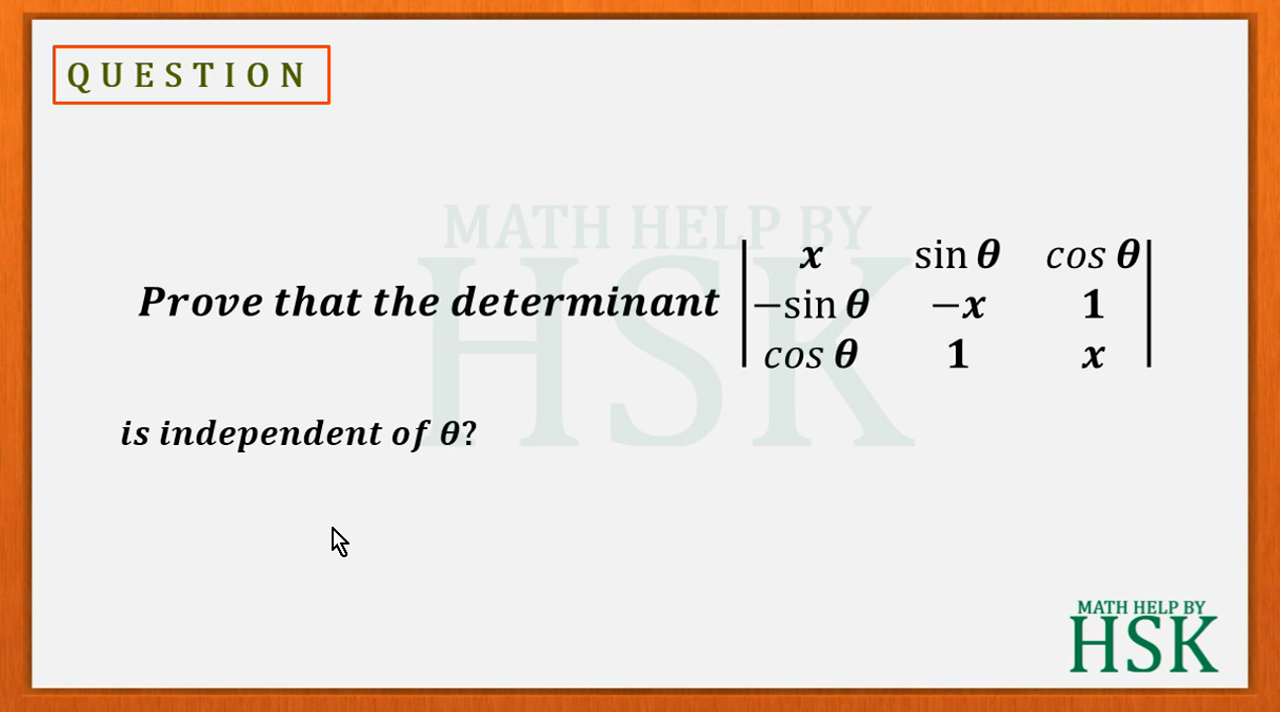 QUESTION
MATH HELP BY
HSK
Prove that the determinant | x sin θ cos θ |
| −sin θ −x 1 |
| cos θ 1 x |
is independent of θ?
MATH HELP BY
HSK